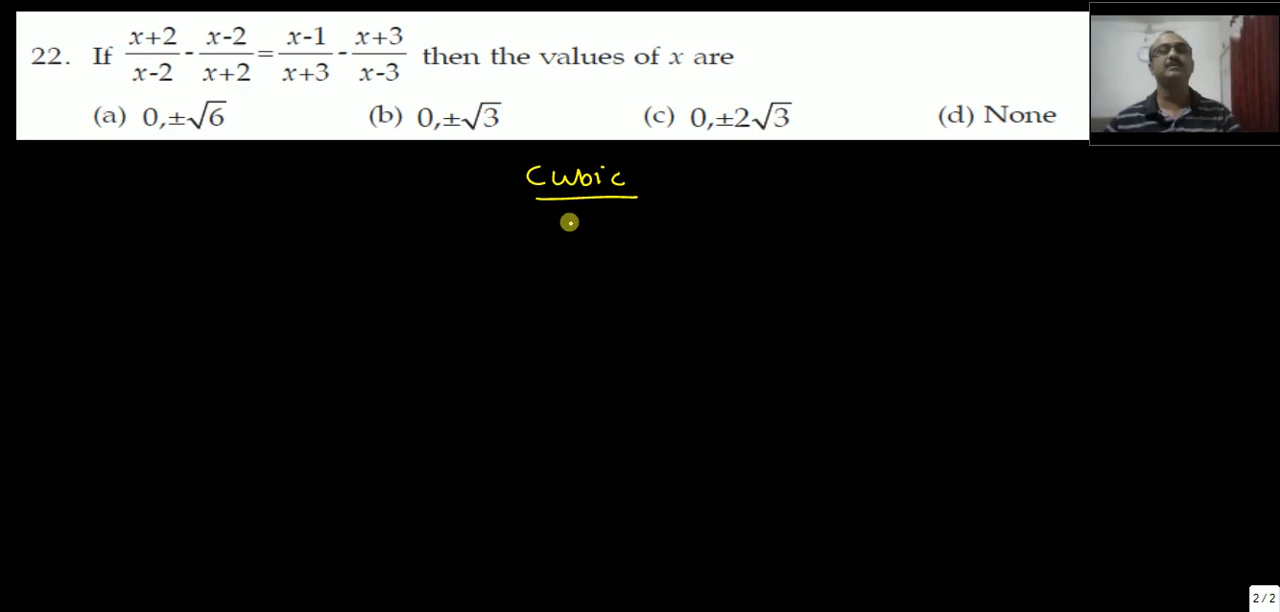 22. If (x+2)/(x-2) - (x-2)/(x+2) = (x-1)/(x+3) - (x+3)/(x-3) then the values of x are
(a) 0,±√6 (b) 0,±√3 (c) 0,±2√3 (d) None
Cubic
2/2